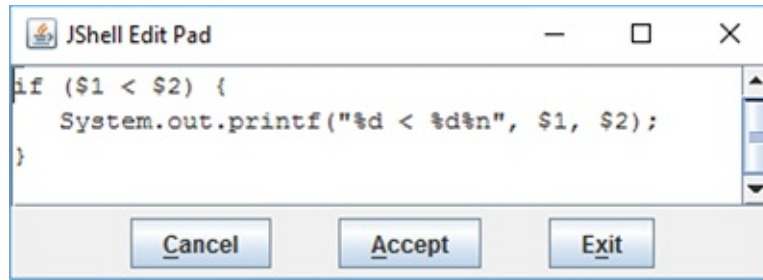 JShell Edit Pad
if ($1 < $2) {
   System.out.printf("%d < %d%n", $1, $2);
}
Cancel Accept Exit